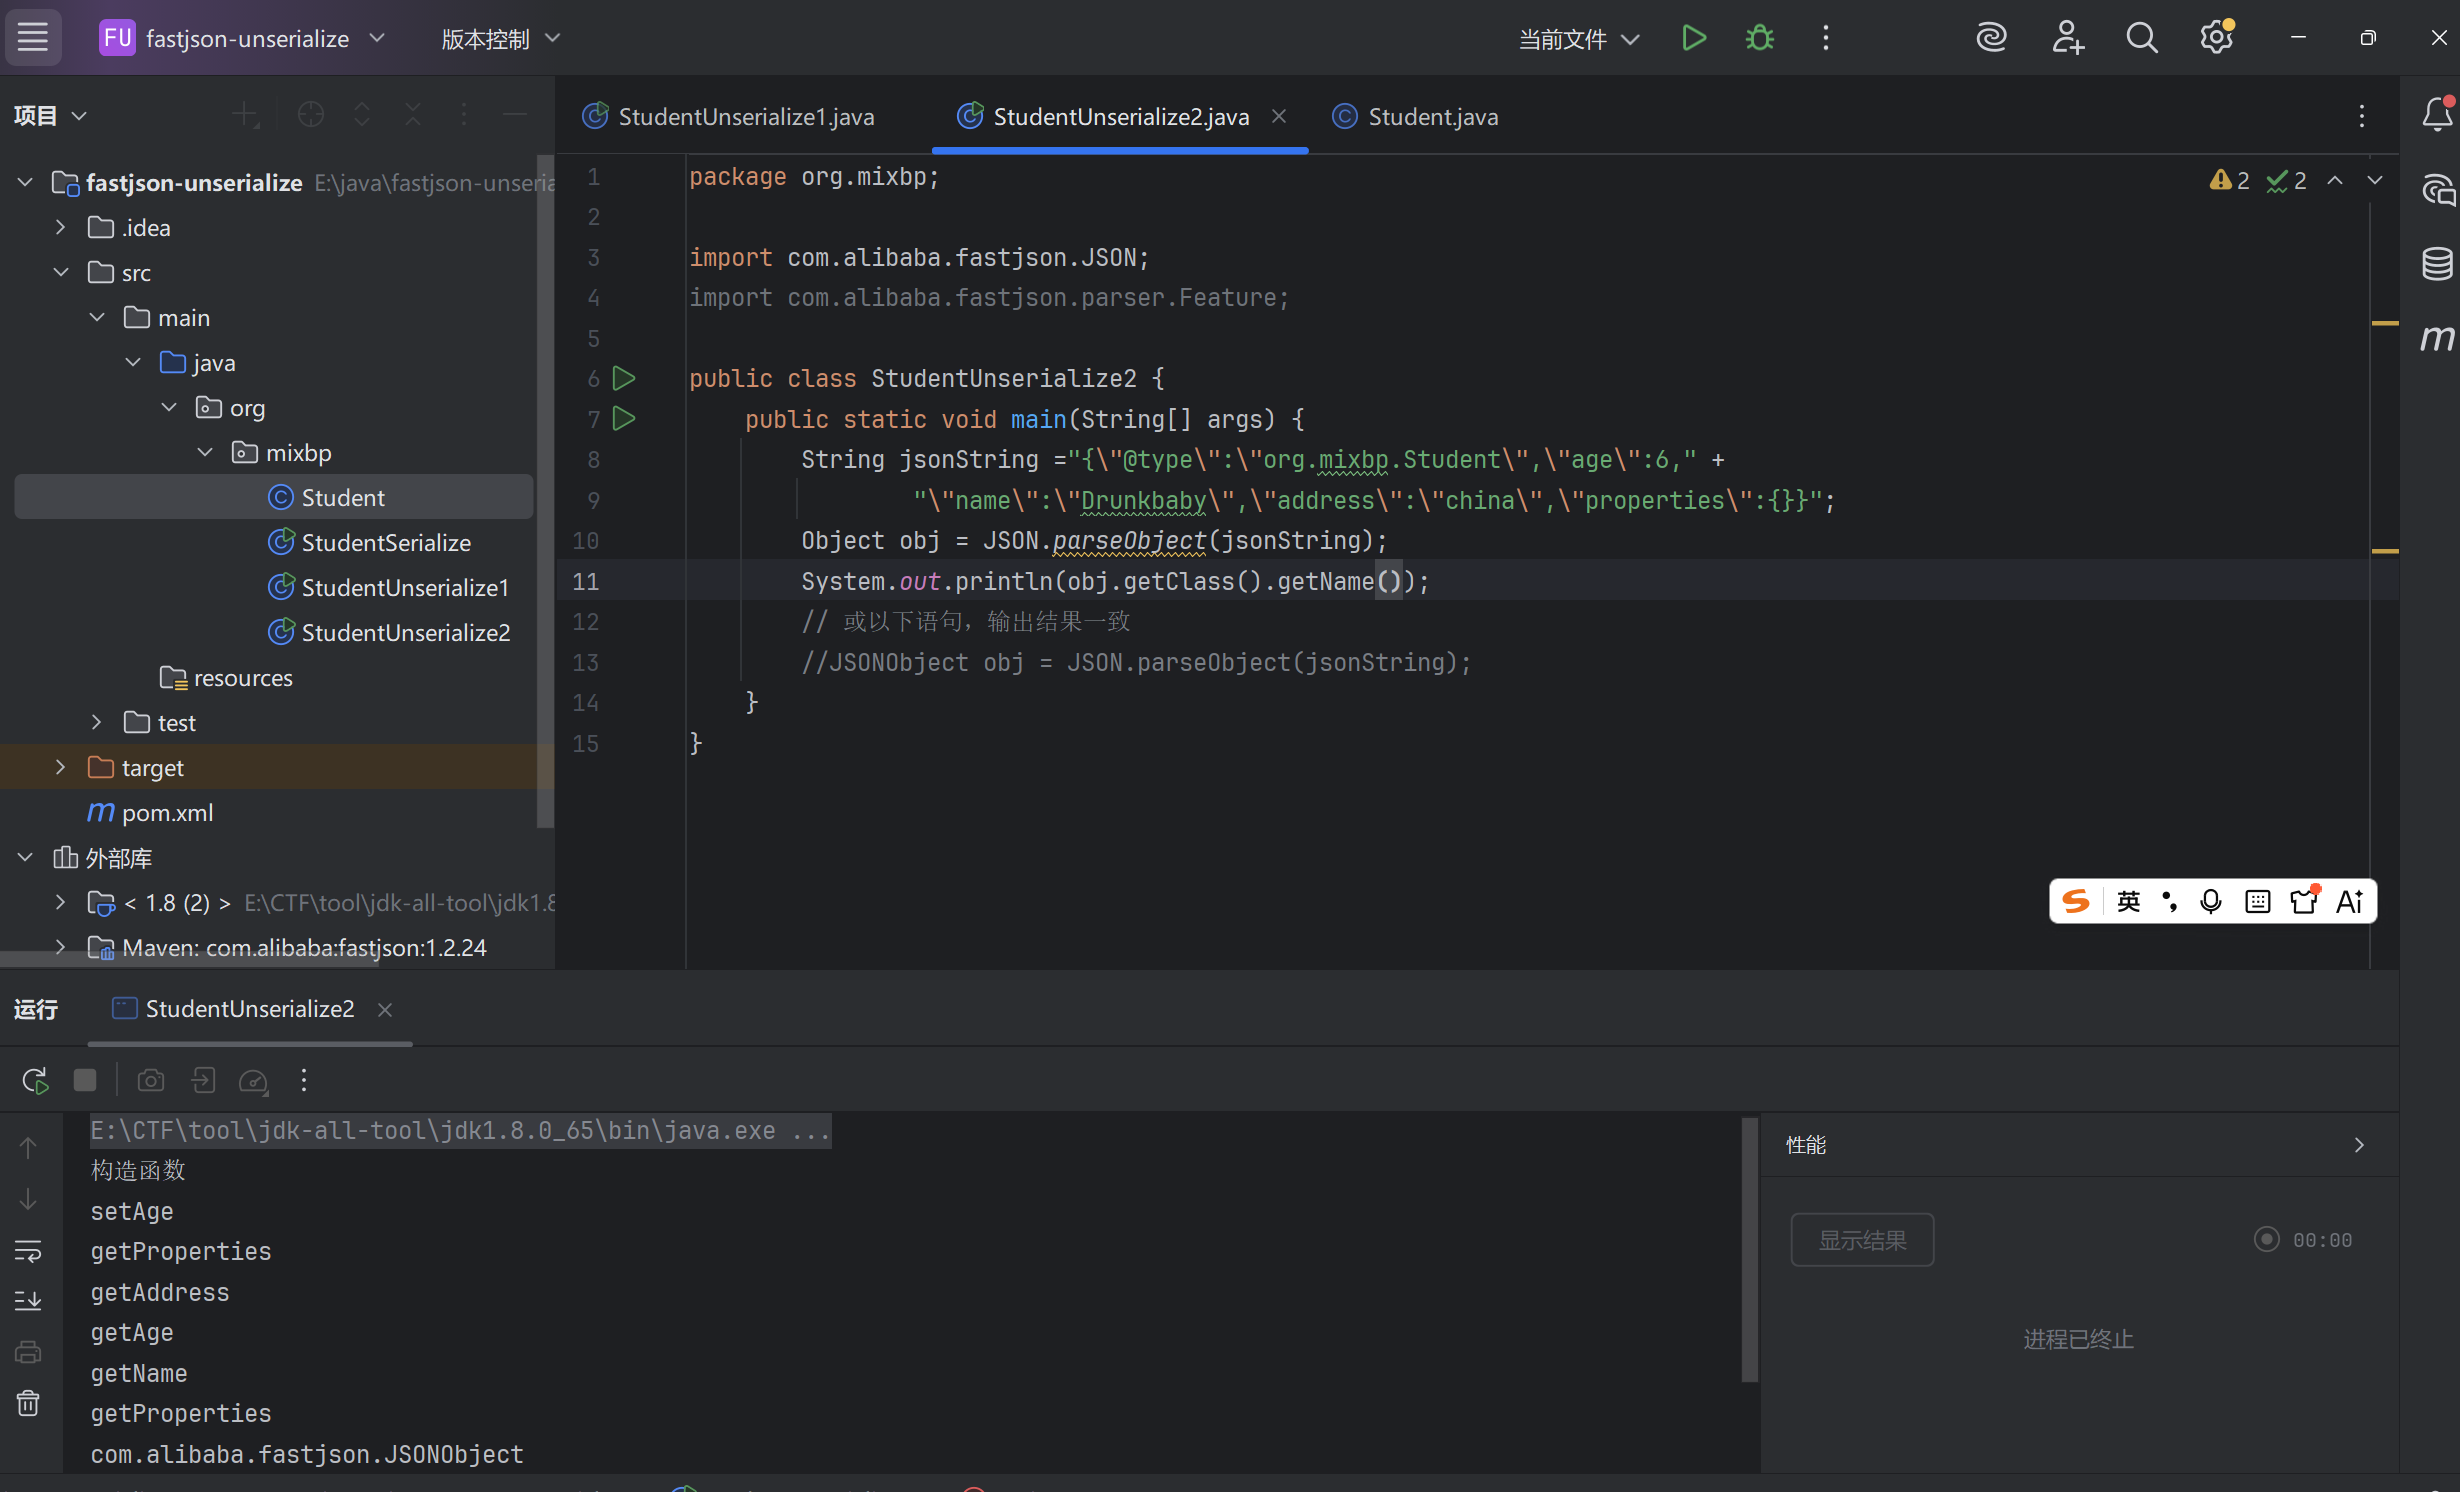 FU fastjson-unserialize 版本控制 当前文件
项目
StudentUnserialize1.java StudentUnserialize2.java Student.java
fastjson-unserialize E:\java\fastjson-unseria
.idea
src
main
java
org
mixbp
Student
StudentSerialize
StudentUnserialize1
StudentUnserialize2
resources
test
target
m pom.xml
外部库
< 1.8 (2) > E:\CTF\tool\jdk-all-tool\jdk1.8
Maven: com.alibaba:fastjson:1.2.24
2 2
1 package org.mixbp;
2
3 import com.alibaba.fastjson.JSON;
4 import com.alibaba.fastjson.parser.Feature;
5
6 public class StudentUnserialize2 {
7 public static void main(String[] args) {
8 String jsonString ="{\"@type\":\"org.mixbp.Student\",\"age\":6," +
9 "\"name\":\"Drunkbaby\",\"address\":\"china\",\"properties\":{}}";
10 Object obj = JSON.parseObject(jsonString);
11 System.out.println(obj.getClass().getName());
12 // 或以下语句，输出结果一致
13 //JSONObject obj = JSON.parseObject(jsonString);
14 }
15 }
m
英 Ai
运行 StudentUnserialize2
E:\CTF\tool\jdk-all-tool\jdk1.8.0_65\bin\java.exe ...
构造函数
setAge
getProperties
getAddress
getAge
getName
getProperties
com.alibaba.fastjson.JSONObject
性能
显示结果 00:00
进程已终止